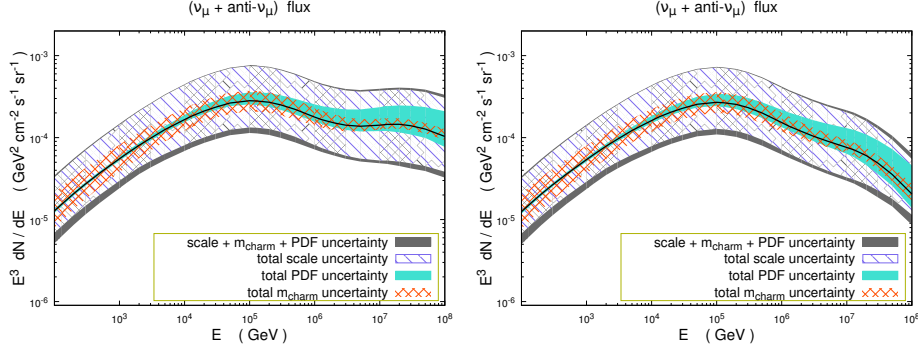 (νμ + anti-νμ) flux
E³ dN / dE ( GeV² cm⁻² s⁻¹ sr⁻¹ )
10⁻³
10⁻⁴
10⁻⁵
10⁻⁶
scale + mcharm + PDF uncertainty
total scale uncertainty
total PDF uncertainty
total mcharm uncertainty
10³ 10⁴ 10⁵ 10⁶ 10⁷ 10⁸
E ( GeV )
(νμ + anti-νμ) flux
E³ dN / dE ( GeV² cm⁻² s⁻¹ sr⁻¹ )
10⁻³
10⁻⁴
10⁻⁵
10⁻⁶
scale + mcharm + PDF uncertainty
total scale uncertainty
total PDF uncertainty
total mcharm uncertainty
10³ 10⁴ 10⁵ 10⁶ 10⁷ 10⁸
E ( GeV )